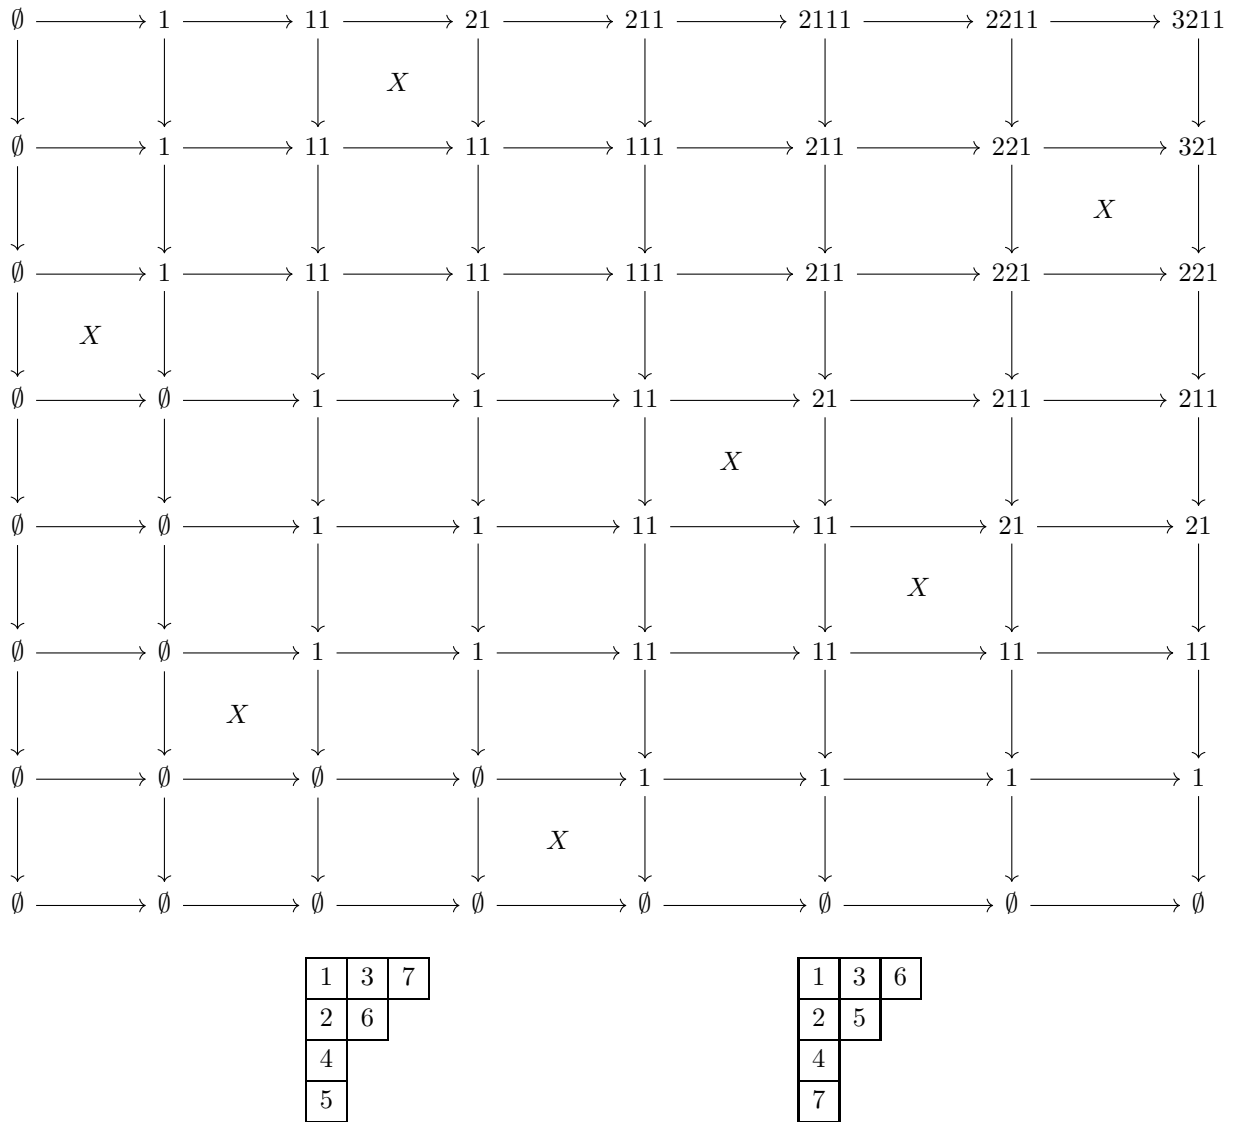 ∅ 1 11 21 211 2111 2211 3211
X
∅ 1 11 11 111 211 221 321
X
∅ 1 11 11 111 211 221 221
X
∅ ∅ 1 1 11 21 211 211
X
∅ ∅ 1 1 11 11 21 21
X
∅ ∅ 1 1 11 11 11 11
X
∅ ∅ ∅ ∅ 1 1 1 1
X
∅ ∅ ∅ ∅ ∅ ∅ ∅ ∅
1 3 7
2 6
4
5
1 3 6
2 5
4
7